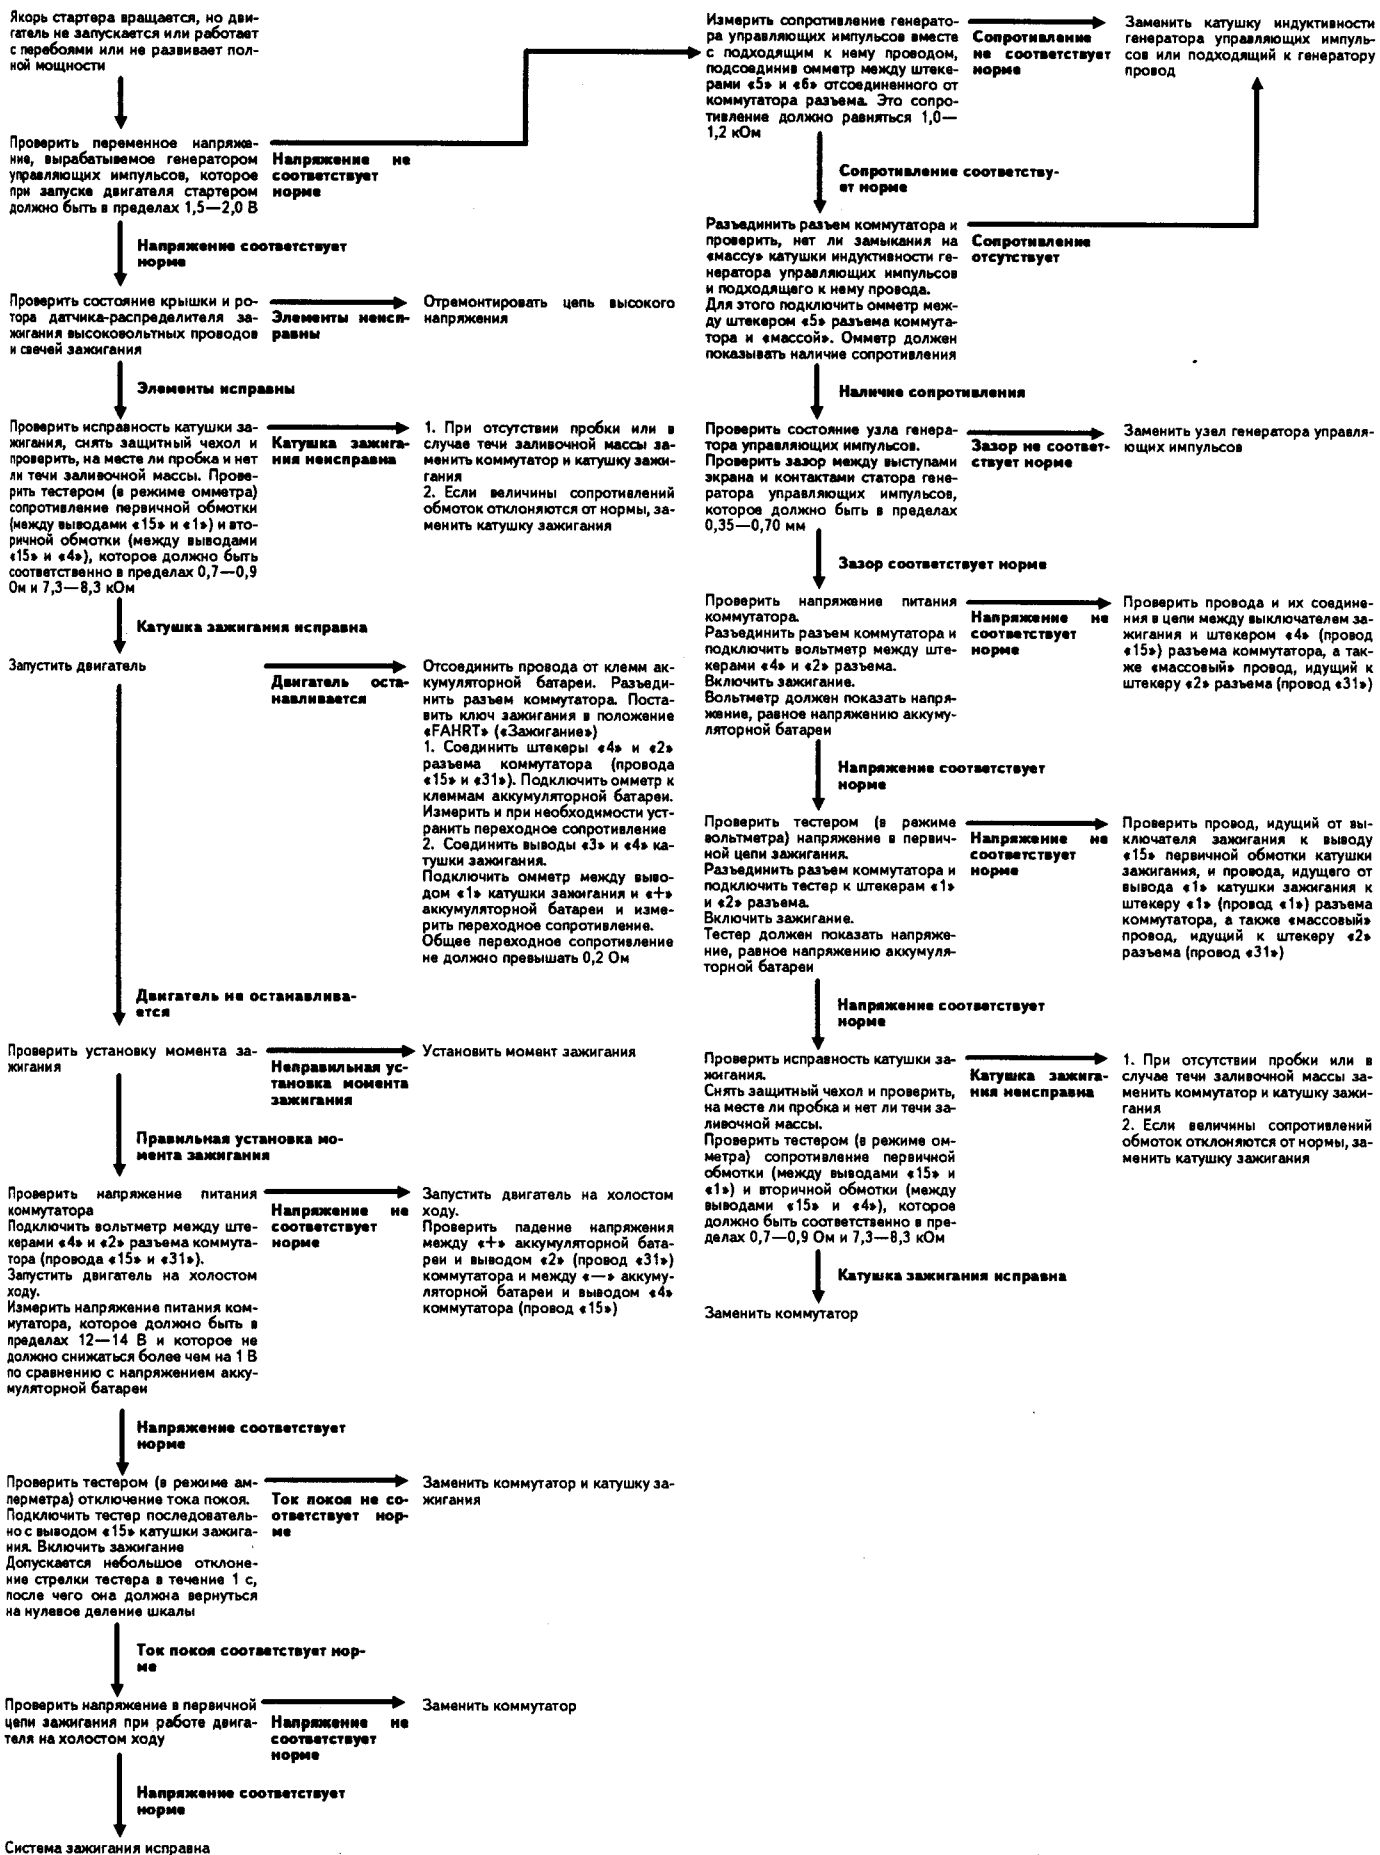 Якорь стартера вращается, но дви-
гатель не запускается или работает
с перебоями или не развивает пол-
ной мощности
Проверить переменное напряже-
ние, вырабатываемое генератором
управляющих импульсов, которое
при запуске двигателя стартером
должно быть в пределах 1,5—2,0 В
Напряжение не
соответствует
норме
Напряжение соответствует
норме
Проверить состояние крышки и ро-
тора датчика-распределителя за-
жигания высоковольтных проводов
и свечей зажигания
Элементы неисп-
равны
Отремонтировать цепь высокого
напряжения
Элементы исправны
Проверить исправность катушки за-
жигания, снять защитный чехол и
проверить, на месте ли пробка и нет
ли течи заливочной массы. Прове-
рить тестером (в режиме омметра)
сопротивление первичной обмотки
(между выводами «15» и «1») и вто-
ричной обмотки (между выводами
«15» и «4»), которое должно быть
соответственно в пределах 0,7—0,9
Ом и 7,3—8,3 кОм
Катушка зажига-
ния неисправна
1. При отсутствии пробки или в
случае течи заливочной массы за-
менить коммутатор и катушку зажи-
гания
2. Если величины сопротивлений
обмоток отклоняются от нормы, за-
менить катушку зажигания
Катушка зажигания исправна
Запустить двигатель
Двигатель оста-
навливается
Отсоединить провода от клемм ак-
кумуляторной батареи. Разъеди-
нить разъем коммутатора. Поста-
вить ключ зажигания в положение
«FAHRT» («Зажигание»)
1. Соединить штекеры «4» и «2»
разъема коммутатора (провода
«15» и «31»). Подключить омметр к
клеммам аккумуляторной батареи.
Измерить и при необходимости уст-
ранить переходное сопротивление
2. Соединить выводы «3» и «4» ка-
тушки зажигания.
Подключить омметр между выво-
дом «1» катушки зажигания и «+»
аккумуляторной батареи и изме-
рить переходное сопротивление.
Общее переходное сопротивление
не должно превышать 0,2 Ом
Двигатель не останавлива-
ется
Проверить установку момента за-
жигания
Неправильная ус-
тановка момента
зажигания
Установить момент зажигания
Правильная установка мо-
мента зажигания
Проверить напряжение питания
коммутатора
Подключить вольтметр между ште-
керами «4» и «2» разъема коммута-
тора (провода «15» и «31»).
Запустить двигатель на холостом
ходу.
Измерить напряжение питания ком-
мутатора, которое должно быть в
пределах 12—14 В и которое не
должно снижаться более чем на 1 В
по сравнению с напряжением акку-
муляторной батареи
Напряжение не
соответствует
норме
Запустить двигатель на холостом
ходу.
Проверить падение напряжения
между «+» аккумуляторной бата-
реи и выводом «2» (провод «31»)
коммутатора и между «—» аккуму-
ляторной батареи и выводом «4»
коммутатора (провод «15»)
Напряжение соответствует
норме
Проверить тестером (в режиме ам-
перметра) отключение тока покоя.
Подключить тестер последователь-
но с выводом «15» катушки зажига-
ния. Включить зажигание
Допускается небольшое отклоне-
ние стрелки тестера в течение 1 с,
после чего она должна вернуться
на нулевое деление шкалы
Ток покоя не со-
ответствует нор-
ме
Заменить коммутатор и катушку за-
жигания
Ток покоя соответствует нор-
ме
Проверить напряжение в первичной
цепи зажигания при работе двига-
теля на холостом ходу
Напряжение не
соответствует
норме
Заменить коммутатор
Напряжение соответствует
норме
Система зажигания исправна
Измерить сопротивление генерато-
ра управляющих импульсов вместе
с подходящим к нему проводом,
подсоединив омметр между штеке-
рами «5» и «6» отсоединенного от
коммутатора разъема. Это сопро-
тивление должно равняться 1,0—
1,2 кОм
Сопротивление
не соответствует
норме
Заменить катушку индуктивности
генератора управляющих импуль-
сов или подходящий к генератору
провод
Сопротивление соответству-
ет норме
Разъединить разъем коммутатора и
проверить, нет ли замыкания на
«массу» катушки индуктивности ге-
нератора управляющих импульсов
и подходящего к нему провода.
Для этого подключить омметр меж-
ду штекером «5» разъема коммута-
тора и «массой». Омметр должен
показывать наличие сопротивления
Сопротивление
отсутствует
Наличие сопротивления
Проверить состояние узла генера-
тора управляющих импульсов.
Проверить зазор между выступами
экрана и контактами статора гене-
ратора управляющих импульсов,
которое должно быть в пределах
0,35—0,70 мм
Зазор не соответ-
ствует норме
Заменить узел генератора управля-
ющих импульсов
Зазор соответствует норме
Проверить напряжение питания
коммутатора.
Разъединить разъем коммутатора и
подключить вольтметр между ште-
керами «4» и «2» разъема.
Включить зажигание.
Вольтметр должен показать напря-
жение, равное напряжению аккуму-
ляторной батареи
Напряжение не
соответствует
норме
Проверить провода и их соедине-
ния в цепи между выключателем за-
жигания и штекером «4» (провод
«15») разъема коммутатора, а так-
же «массовый» провод, идущий к
штекеру «2» разъема (провод «31»)
Напряжение соответствует
норме
Проверить тестером (в режиме
вольтметра) напряжение в первич-
ной цепи зажигания.
Разъединить разъем коммутатора и
подключить тестер к штекерам «1»
и «2» разъема.
Включить зажигание.
Тестер должен показать напряже-
ние, равное напряжению аккумуля-
торной батареи
Напряжение не
соответствует
норме
Проверить провод, идущий от вы-
ключателя зажигания к выводу
«15» первичной обмотки катушки
зажигания, и провода, идущего от
вывода «1» катушки зажигания к
штекеру «1» (провод «1») разъема
коммутатора, а также «массовый»
провод, идущий к штекеру «2»
разъема (провод «31»)
Напряжение соответствует
норме
Проверить исправность катушки за-
жигания.
Снять защитный чехол и проверить,
на месте ли пробка и нет ли течи за-
ливочной массы.
Проверить тестером (в режиме ом-
метра) сопротивление первичной
обмотки (между выводами «15» и
«1») и вторичной обмотки (между
выводами «15» и «4»), которое
должно быть соответственно в пре-
делах 0,7—0,9 Ом и 7,3—8,3 кОм
Катушка зажига-
ния неисправна
1. При отсутствии пробки или в
случае течи заливочной массы за-
менить коммутатор и катушку зажи-
гания
2. Если величины сопротивлений
обмоток отклоняются от нормы, за-
менить катушку зажигания
Катушка зажигания исправна
Заменить коммутатор